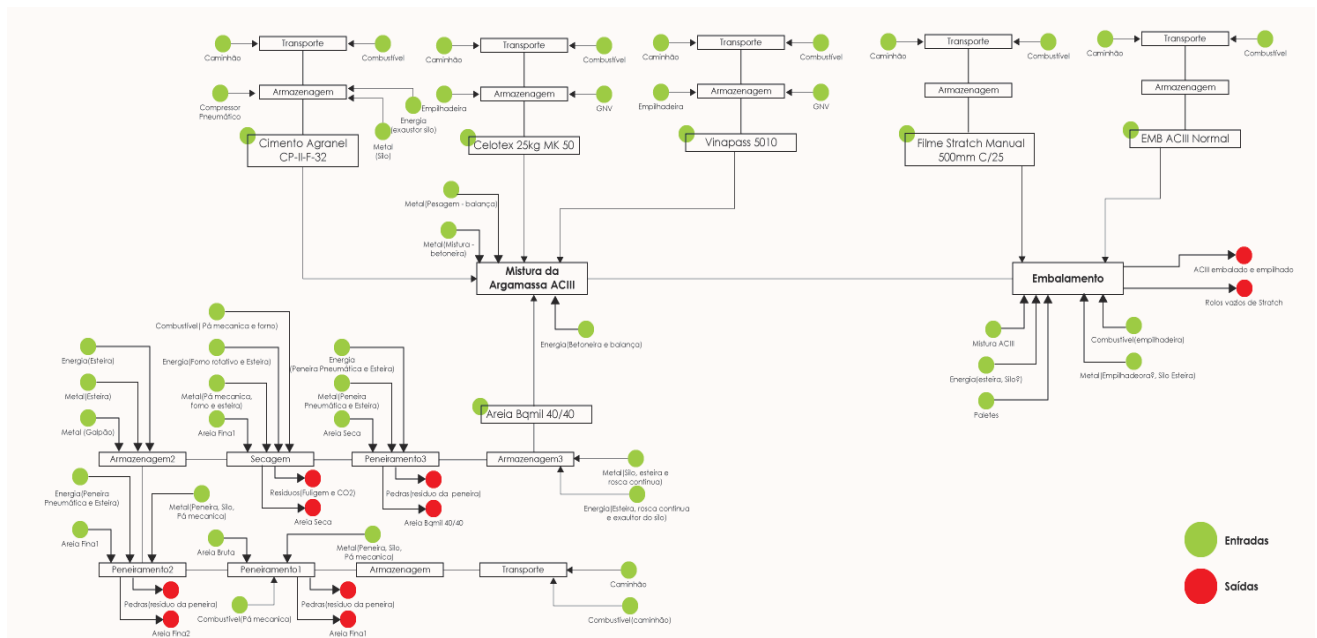 Transporte
Caminhão
Combustível
Armazenagem
Compressor
Pneumático
Energia
(exaustor silo)
Metal
(Silo)
Cimento Agranel
CP-II-F-32
Transporte
Caminhão
Combustível
Armazenagem
Empilhadeira
GNV
Celotex 25kg MK 50
Transporte
Caminhão
Combustível
Armazenagem
Empilhadeira
GNV
Vinapass 5010
Transporte
Caminhão
Combustível
Armazenagem
Filme Stratch Manual
500mm C/25
Transporte
Caminhão
Combustível
Armazenagem
EMB ACIII Normal
Metal(Pesagem - balança)
Metal(Mistura -
betoneira)
Mistura da
Argamassa ACIII
Energia(Betoneira e balança)
Embalamento
ACIII embalado e empilhado
Rolos vazios de Stratch
Mistura ACIII
Energia(esteira, Silo?)
Paletes
Combustível(empilhadeira)
Metal(Empilhadeora?, Silo Esteira)
Combustível( Pá mecanica e forno)
Energia(Esteira)
Energia(Forno rotativo e Esteira)
Energia
(Peneira Pneumática e Esteira)
Metal(Esteira)
Metal(Pá mecanica,
forno e esteira)
Metal(Peneira
Pneumática e Esteira)
Metal (Galpão)
Areia Fina1
Areia Seca
Areia Bqmil 40/40
Armazenagem2
Secagem
Peneiramento3
Armazenagem3
Metal(Silo, esteira e
rosca continua)
Energia(Esteira, rosca continua
e exaultor do silo)
Residuos(Fuligem e CO2)
Areia Seca
Pedras(residuo da peneira)
Areia Bqmil 40/40
Energia(Peneira
Pneumática e Esteira)
Metal(Peneira, Silo,
Pá mecanica)
Areia Fina1
Areia Bruta
Metal(Peneira, Silo,
Pá mecanica)
Peneiramento2
Peneiramento1
Armazenagem
Transporte
Caminhão
Combustível(caminhão)
Pedras(residuo da peneira)
Areia Fina2
Combustível(Pá mecanica)
Pedras(residuo da peneira)
Areia Fina1
Entradas
Saídas